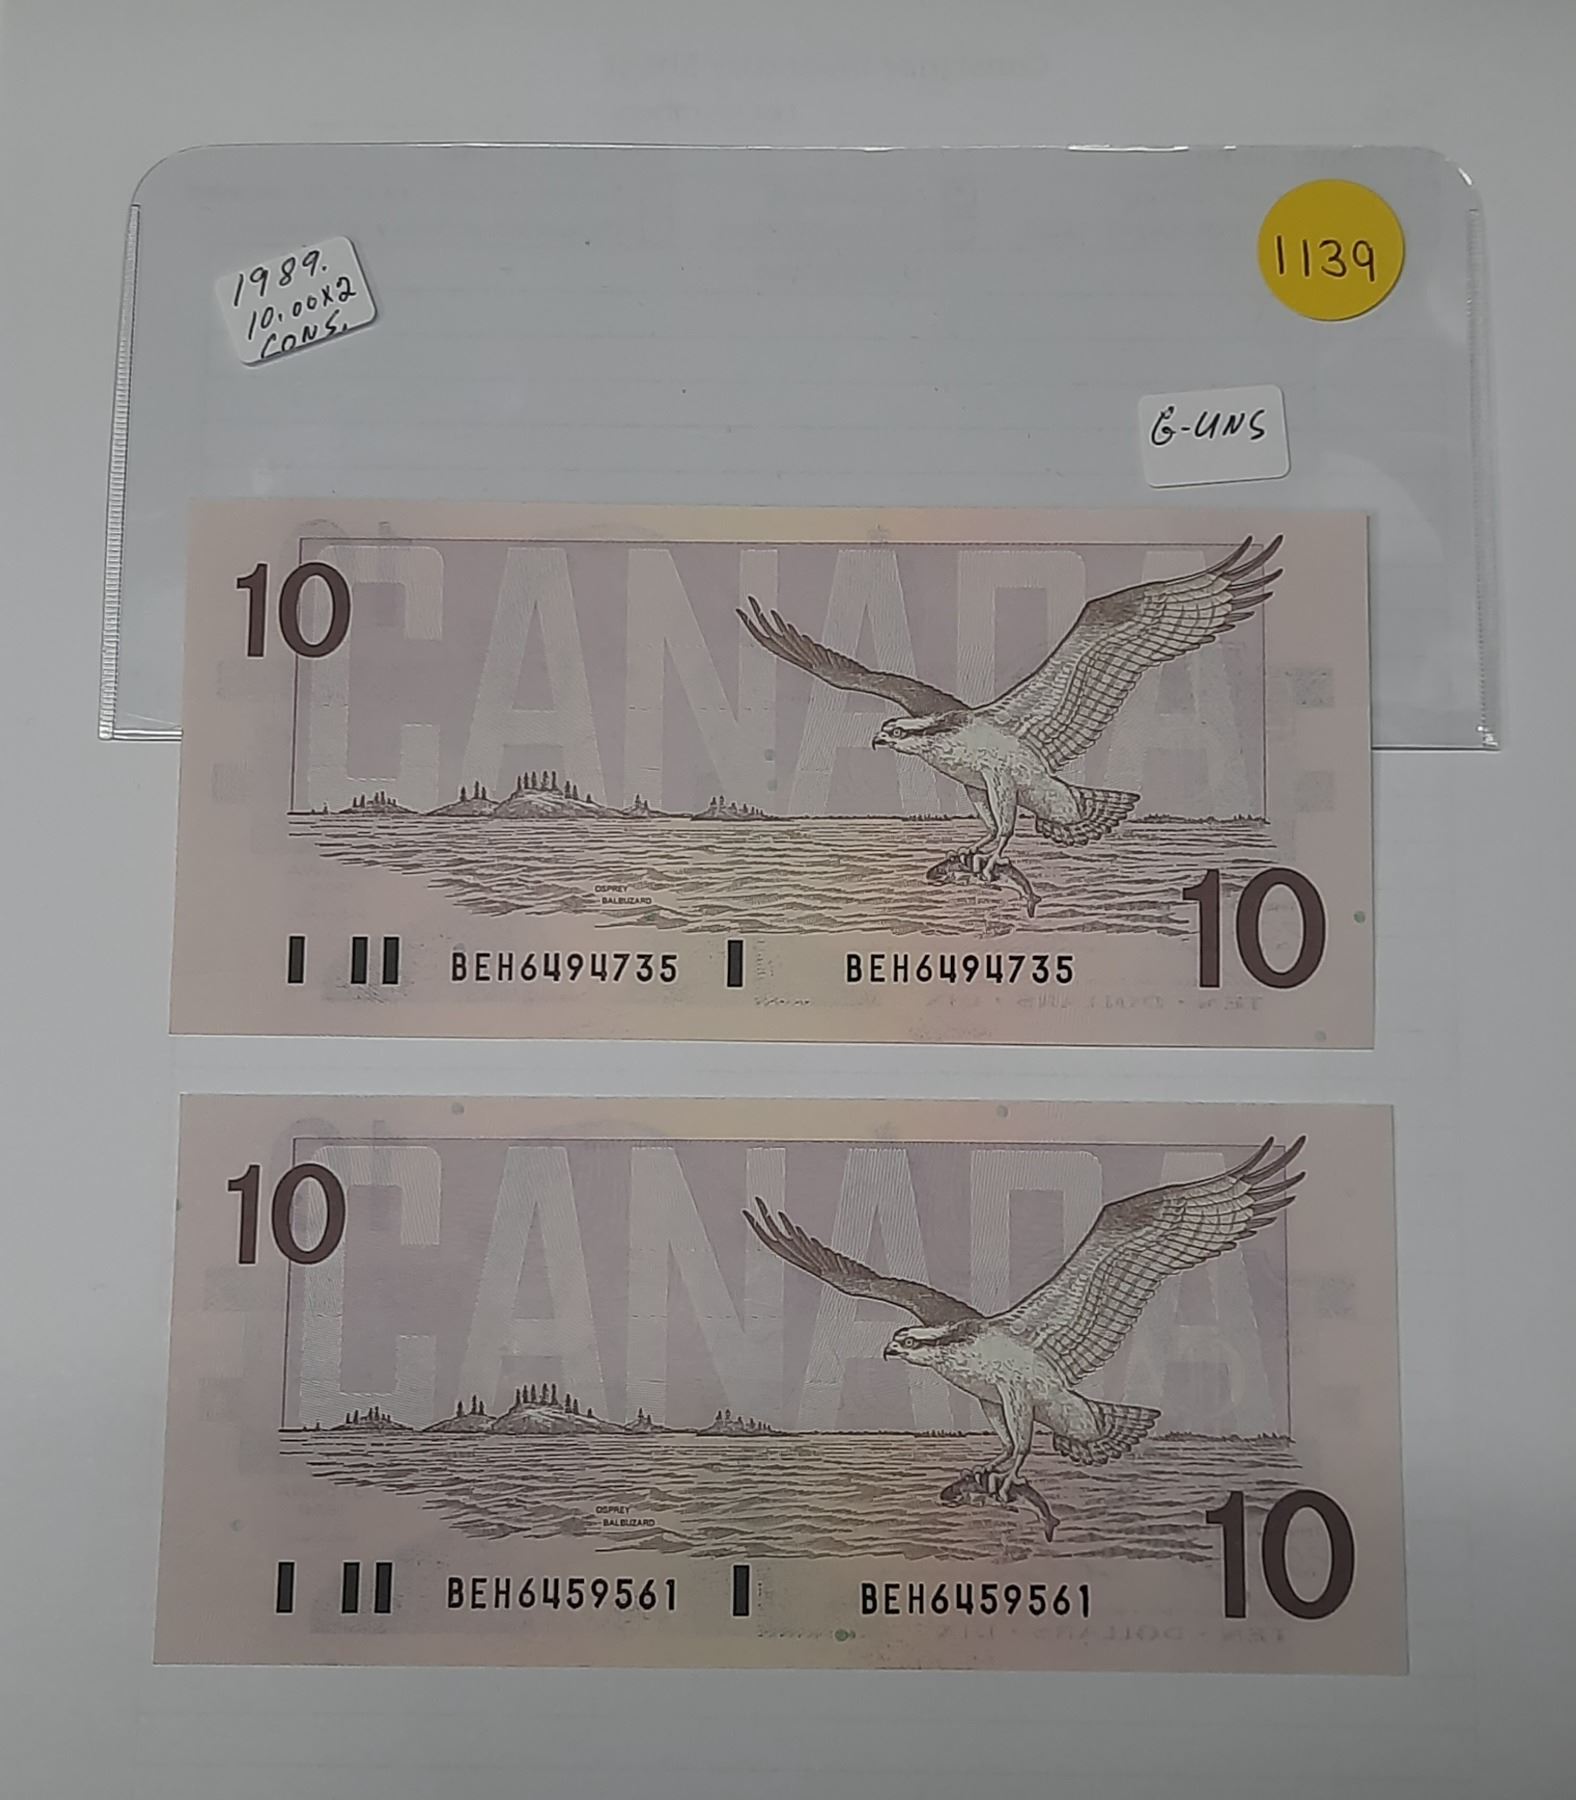 1989.
10.00X2
CONS.
1139
G-UNS
10
CANADA
OSPREY
BALBUZARD
BEH6494735 BEH6494735
10
10
CANADA
OSPREY
BALBUZARD
BEH6459561 BEH6459561
10